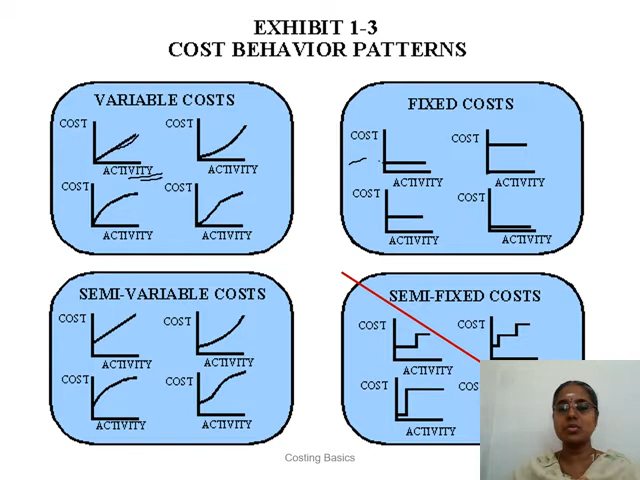 EXHIBIT 1-3
COST BEHAVIOR PATTERNS
VARIABLE COSTS
COST
ACTIVITY
COST
ACTIVITY
COST
ACTIVITY
COST
ACTIVITY
FIXED COSTS
COST
ACTIVITY
COST
ACTIVITY
COST
ACTIVITY
COST
ACTIVITY
SEMI-VARIABLE COSTS
COST
ACTIVITY
COST
ACTIVITY
COST
ACTIVITY
COST
ACTIVITY
SEMI-FIXED COSTS
COST
ACTIVITY
COST
COST
ACTIVITY
Costing Basics